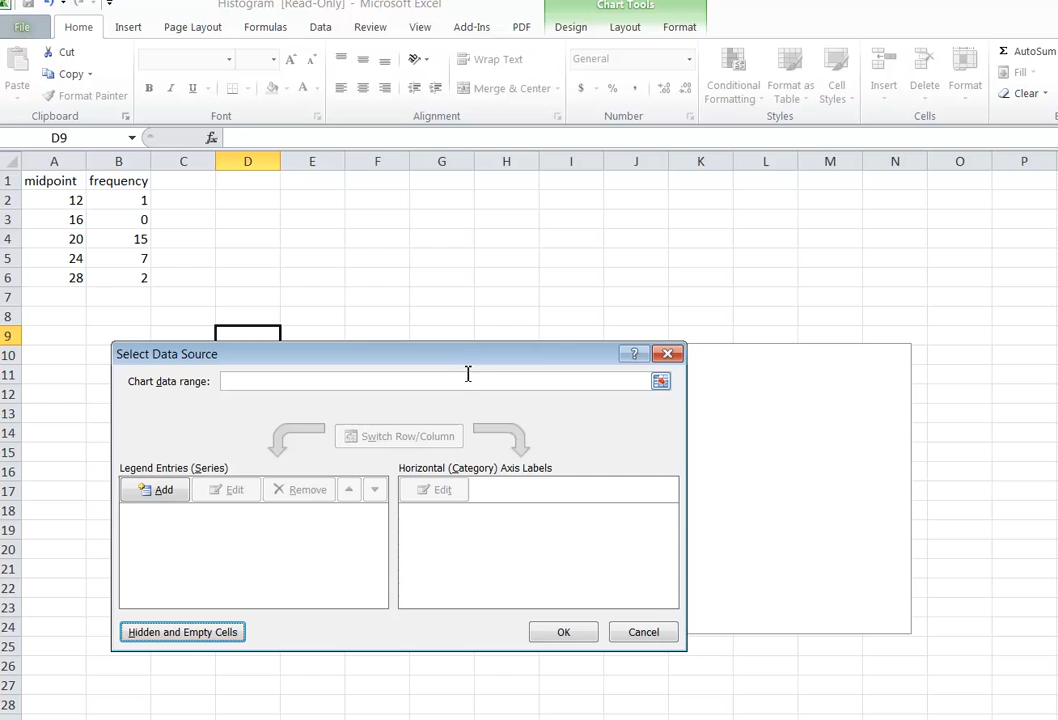 Histogram [Read-Only] - Microsoft Excel
Chart Tools
File Home Insert Page Layout Formulas Data Review View Add-Ins PDF Design Layout Format
Paste
Cut
Copy
Format Painter
Clipboard
B I U A
A A
Font
Wrap Text
Merge & Center
Alignment
General
$ % , .0 .00 .00 .0
Number
Conditional Formatting
Format as Table
Cell Styles
Styles
Insert Delete Format
Cells
Σ AutoSum
Fill
Clear
D9 fx
A B C D E F G H I J K L M N O P
1 midpoint frequency
2 12 1
3 16 0
4 20 15
5 24 7
6 28 2
7
8
9
10
11
12
13
14
15
16
17
18
19
20
21
22
23
24
25
26
27
28
Select Data Source ?
Chart data range:
Switch Row/Column
Legend Entries (Series)
Add Edit Remove
Horizontal (Category) Axis Labels
Edit
Hidden and Empty Cells
OK Cancel